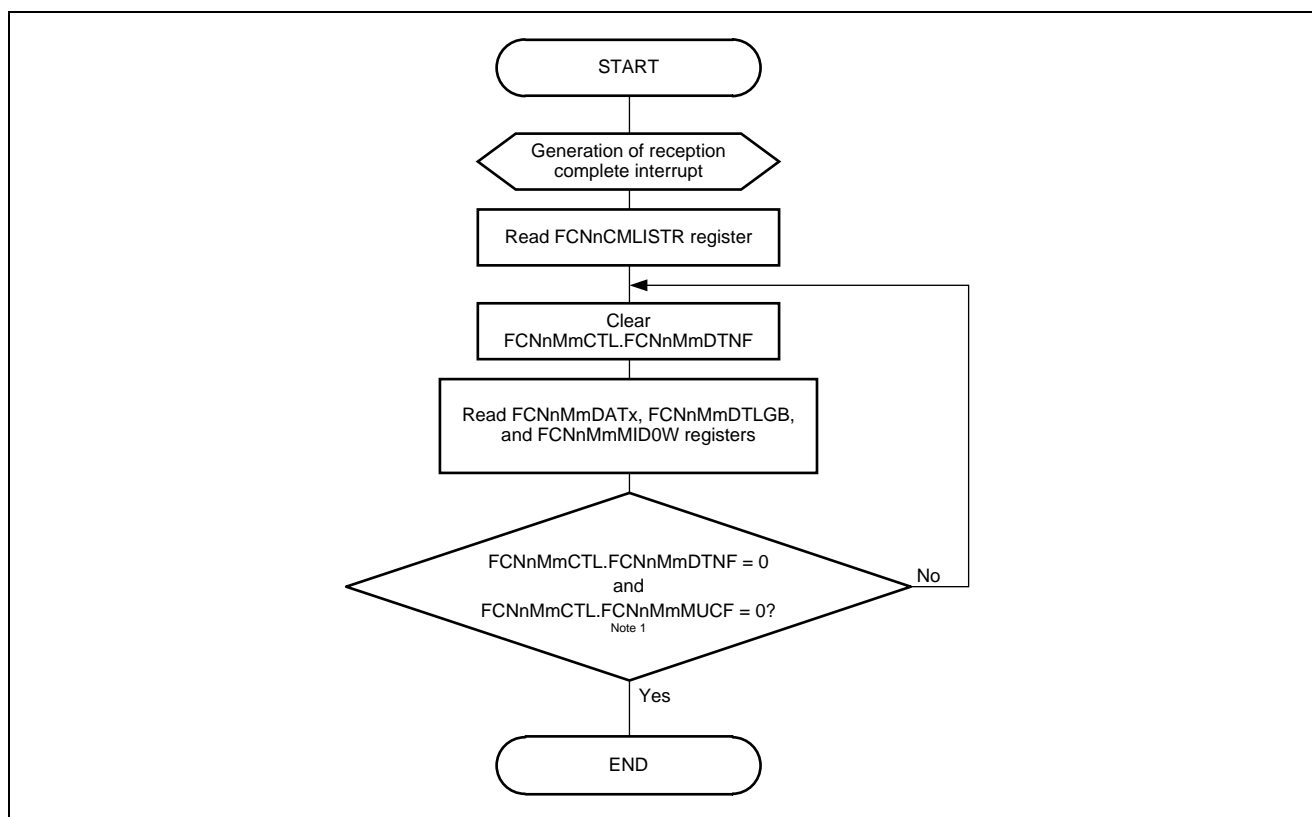 START
Generation of reception
complete interrupt
Read FCNnCMLISTR register
Clear
FCNnMmCTL.FCNnMmDTNF
Read FCNnMmDATx, FCNnMmDTLGB,
and FCNnMmMID0W registers
FCNnMmCTL.FCNnMmDTNF = 0
and
FCNnMmCTL.FCNnMmMUCF = 0?
Note 1
No
Yes
END